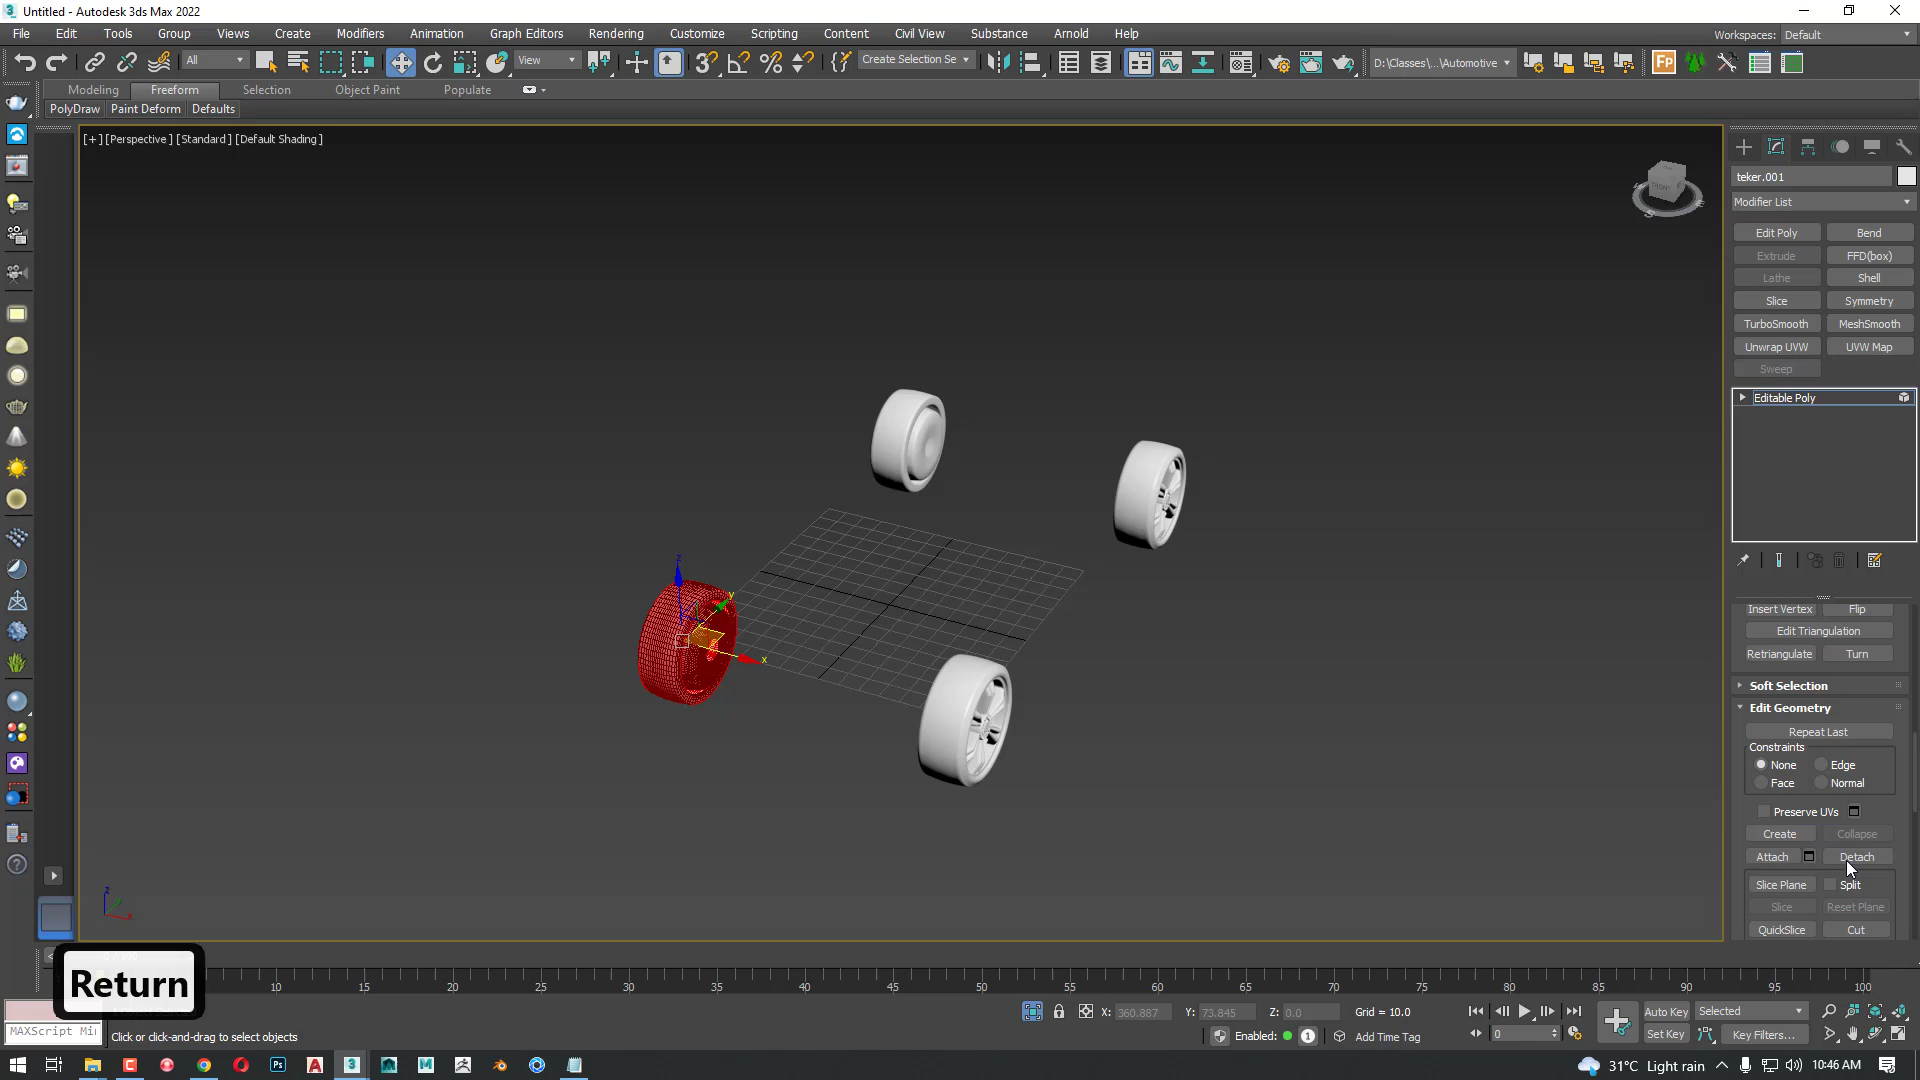 Untitled - Autodesk 3ds Max 2022
File Edit Tools Group Views Create Modifiers Animation Graph Editors Rendering Customize Scripting Content Civil View Substance Arnold Help
Workspaces: Default
All View Create Selection Se D:\Classes\...\Automotive
Modeling Freeform Selection Object Paint Populate
PolyDraw Paint Deform Defaults
[+] [Perspective ] [Standard ] [Default Shading ]
teker.001
Modifier List
Edit Poly Bend
Extrude FFD(box)
Lathe Shell
Slice Symmetry
TurboSmooth MeshSmooth
Unwrap UVW UVW Map
Sweep
Editable Poly
Insert Vertex Flip
Edit Triangulation
Retriangulate Turn
Soft Selection
Edit Geometry
Repeat Last
Constraints
None Edge
Face Normal
Preserve UVs
Create Collapse
Attach Detach
Slice Plane Split
Slice Reset Plane
QuickSlice Cut
z
y
x
Return
10 15 20 25 30 35 40 45 50 55 60 65 70 75 80 85 90 95 100
X: 360.887 Y: 73.845 Z: 0.0 Grid = 10.0
Auto Key Selected
MAXScript Mi
Click or click-and-drag to select objects
Enabled: 1 Add Time Tag
0
Set Key Key Filters...
31°C Light rain 10:46 AM